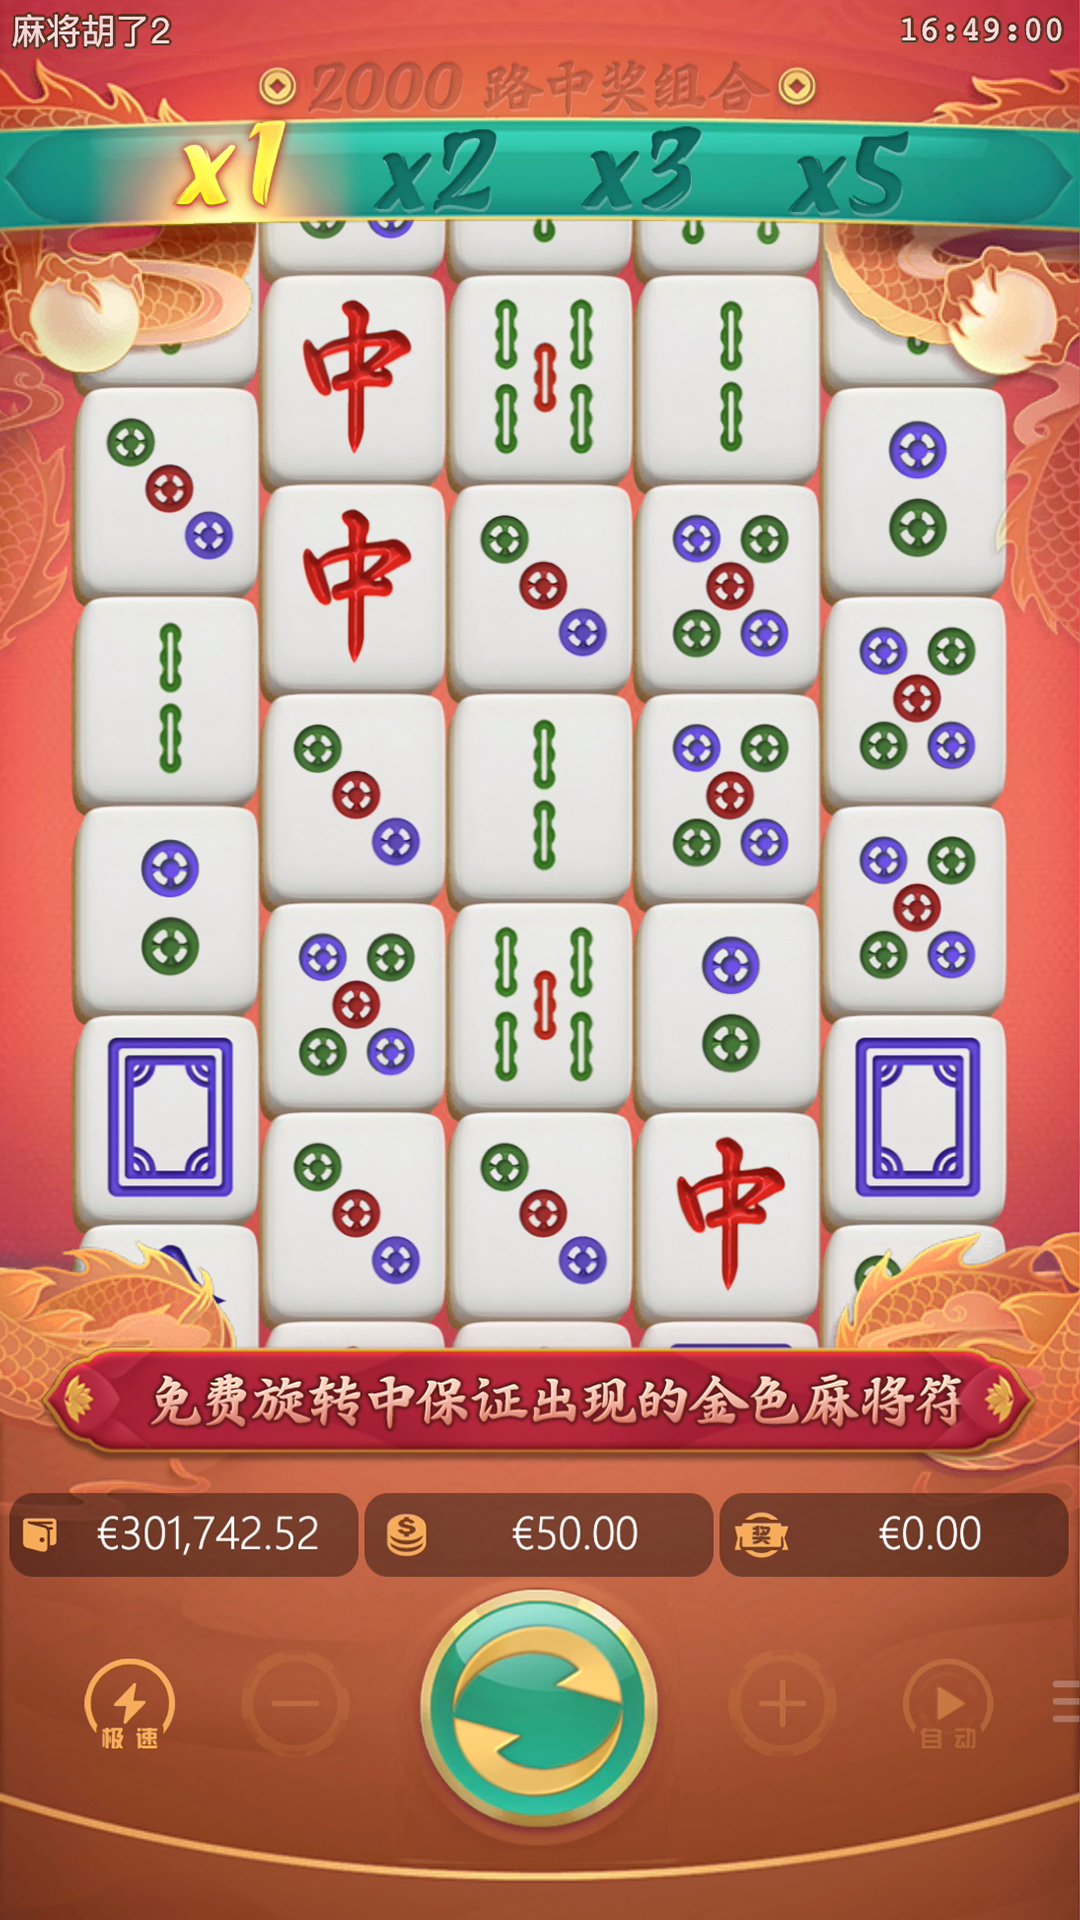 麻将胡了2
16:49:00
2000 路中奖组合
x1 x2 x3 x5
中
中
中
免费旋转中保证出现的金色麻将符
€301,742.52
€50.00
奖
€0.00
极速
自动